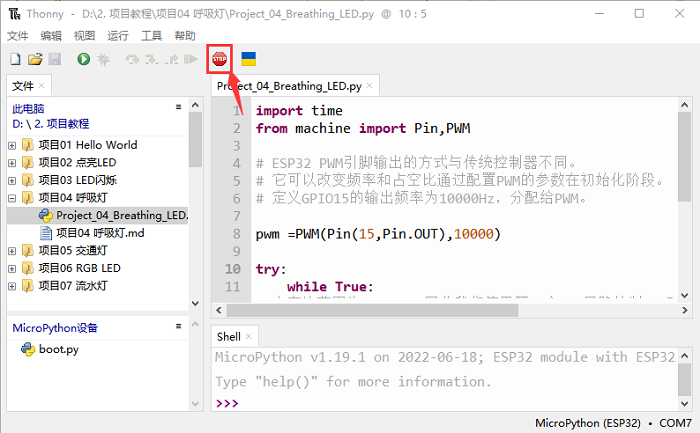 Thonny - D:\2. 项目教程\项目04 呼吸灯\Project_04_Breathing_LED.py @ 10 : 5
文件 编辑 视图 运行 工具 帮助
STOP
文件
此电脑
D: \ 2. 项目教程
项目01 Hello World
项目02 点亮LED
项目03 LED闪烁
项目04 呼吸灯
Project_04_Breathing_LED.
项目04 呼吸灯.md
项目05 交通灯
项目06 RGB LED
项目07 流水灯
MicroPython设备
boot.py
Project_04_Breathing_LED.py
1 import time
2 from machine import Pin,PWM
3
4 # ESP32 PWM引脚输出的方式与传统控制器不同。
5 # 它可以改变频率和占空比通过配置PWM的参数在初始化阶段。
6 # 定义GPIO15的输出频率为10000Hz，分配给PWM。
7
8 pwm =PWM(Pin(15,Pin.OUT),10000)
9
10 try:
11 while True:
Shell
MicroPython v1.19.1 on 2022-06-18; ESP32 module with ESP32
Type "help()" for more information.
>>>
MicroPython (ESP32) • COM7